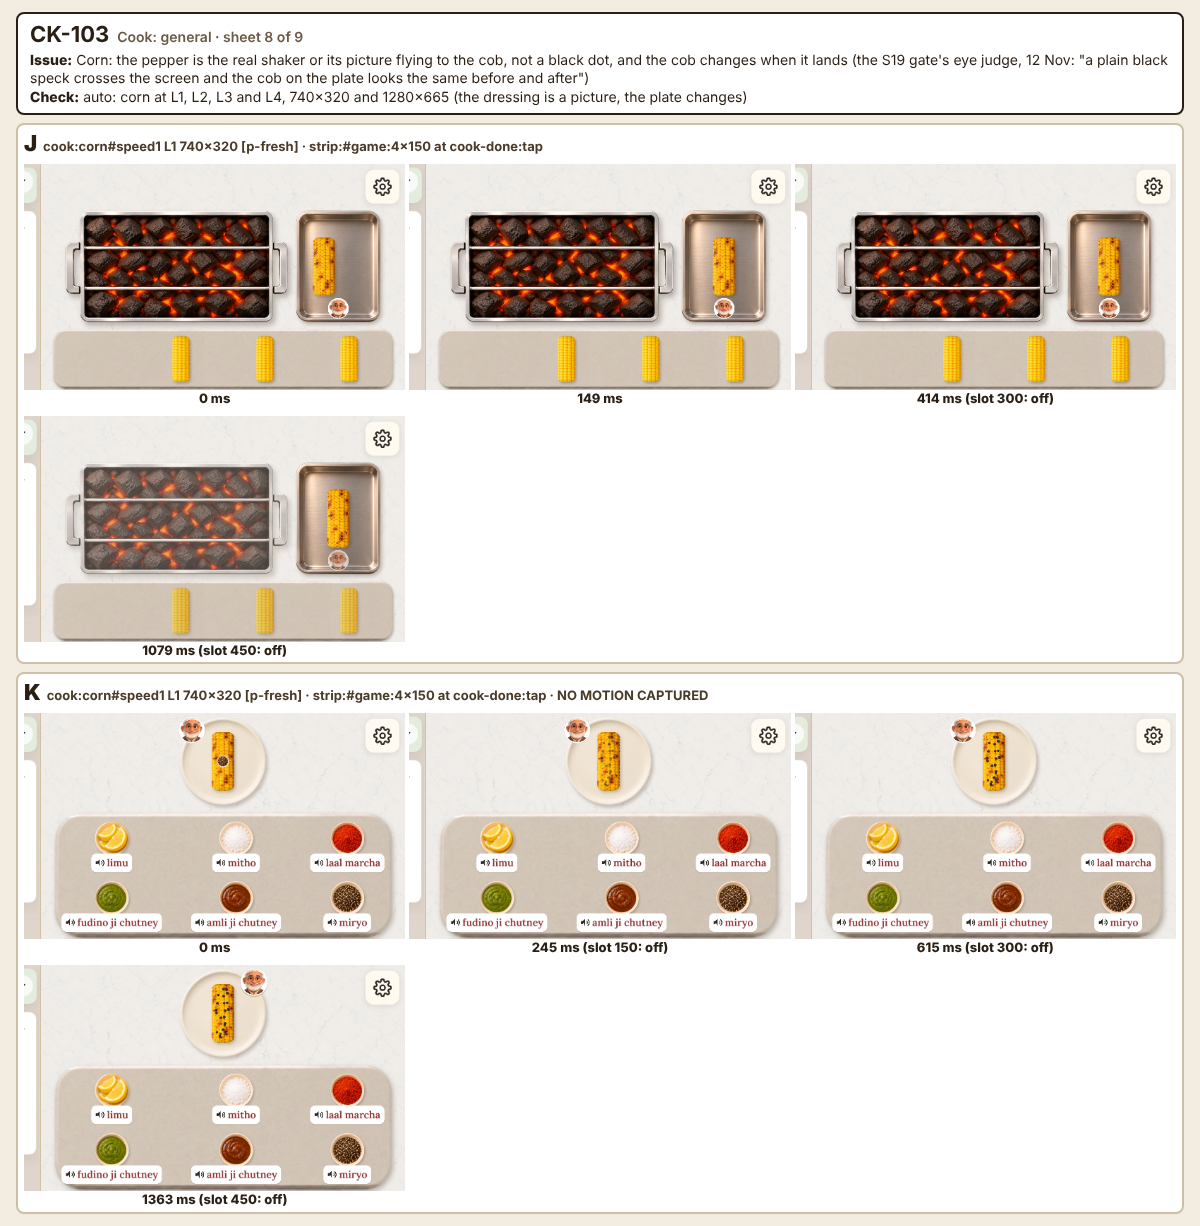 CK-103 Cook: general · sheet 8 of 9
Issue: Corn: the pepper is the real shaker or its picture flying to the cob, not a black dot, and the cob changes when it lands (the S19 gate's eye judge, 12 Nov: "a plain black
speck crosses the screen and the cob on the plate looks the same before and after")
Check: auto: corn at L1, L2, L3 and L4, 740×320 and 1280×665 (the dressing is a picture, the plate changes)
J cook:corn#speed1 L1 740×320 [p-fresh] · strip:#game:4×150 at cook-done:tap
0 ms
149 ms
414 ms (slot 300: off)
1079 ms (slot 450: off)
K cook:corn#speed1 L1 740×320 [p-fresh] · strip:#game:4×150 at cook-done:tap · NO MOTION CAPTURED
limu mitho laal marcha
fudino ji chutney amli ji chutney miryo
0 ms
limu mitho laal marcha
fudino ji chutney amli ji chutney miryo
245 ms (slot 150: off)
limu mitho laal marcha
fudino ji chutney amli ji chutney miryo
615 ms (slot 300: off)
limu mitho laal marcha
fudino ji chutney amli ji chutney miryo
1363 ms (slot 450: off)